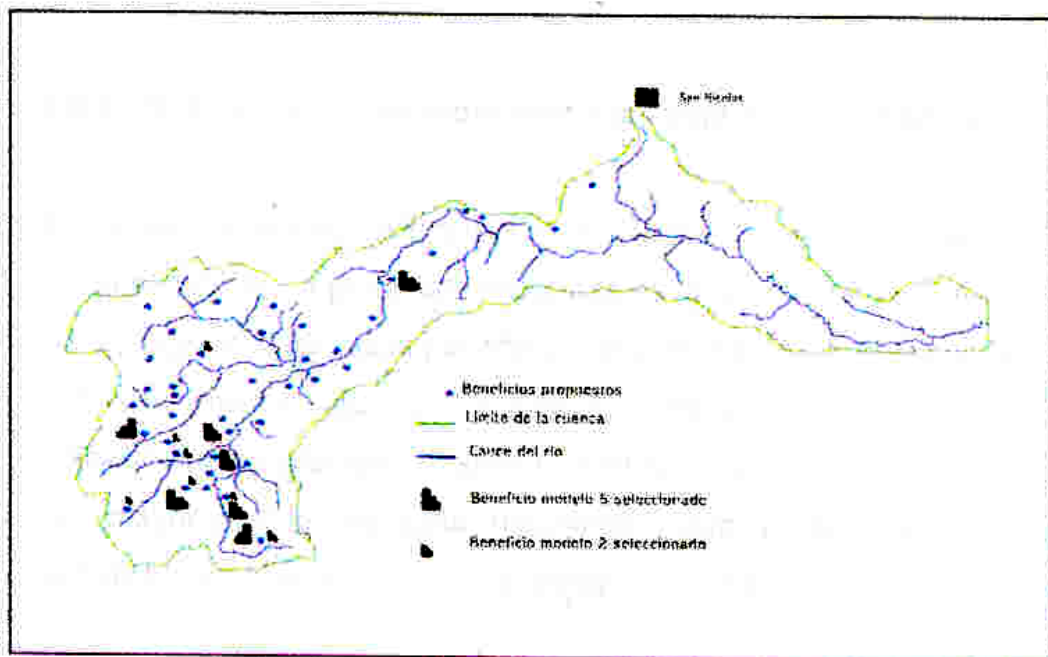 San Nicolas
Beneficios propuestos
Limite de la cuenca
Cauce del rio
Beneficio modelo 5 seleccionado
Beneficio modelo 2 seleccionado